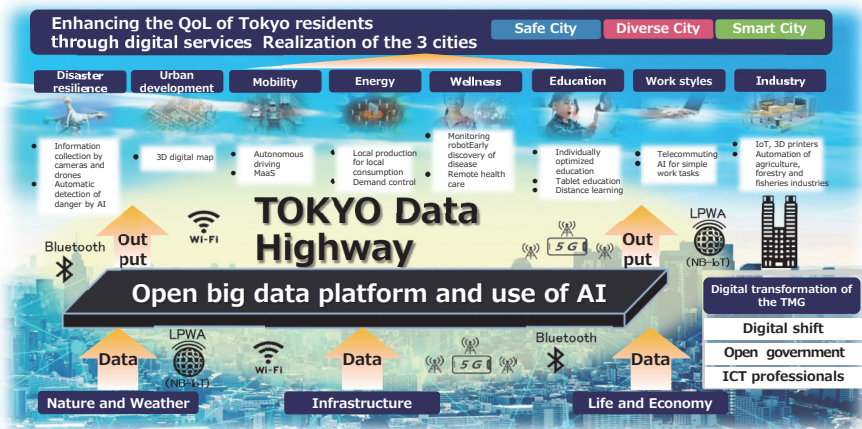 Enhancing the QoL of Tokyo residents
through digital services Realization of the 3 cities
Safe City
Diverse City
Smart City
Disaster
resilience
Urban
development
Mobility
Energy
Wellness
Education
Work styles
Industry
• Information
collection by
cameras and
drones
• Automatic
detection of
danger by AI
• 3D digital map
• Autonomous
driving
• MaaS
• Local production
for local
consumption
• Demand control
• Monitoring
robotEarly
discovery of
disease
• Remote health
care
• Individually
optimized
education
• Tablet education
• Distance learning
• Telecommuting
• AI for simple
work tasks
• IoT, 3D printers
• Automation of
agriculture,
forestry and
fisheries industries
TOKYO Data
Highway
Bluetooth
Out
put
Wi-Fi
5G
Out
put
LPWA
(NB-IoT)
Open big data platform and use of AI
Digital transformation of
the TMG
Digital shift
Open government
ICT professionals
Data
LPWA
(NB-IoT)
Wi-Fi
Data
5G
Bluetooth
Data
Nature and Weather
Infrastructure
Life and Economy